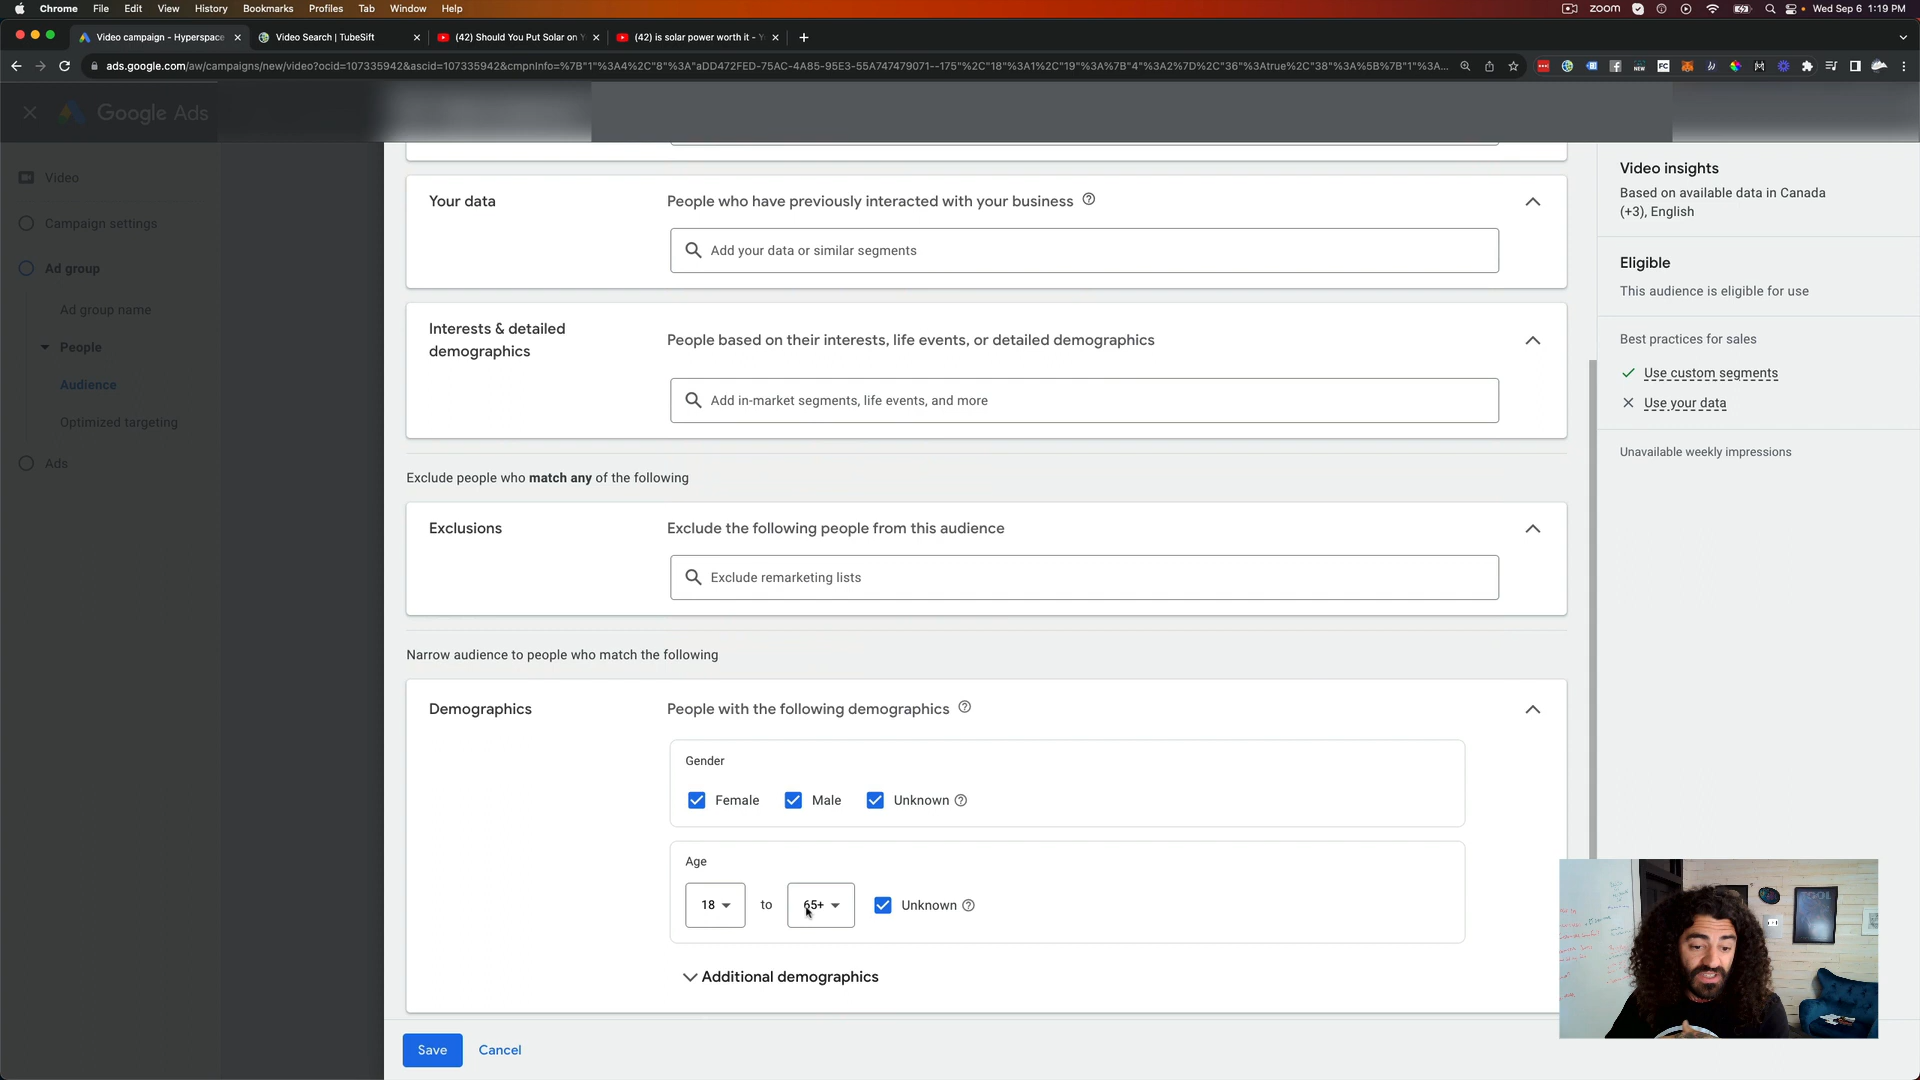 Chrome File Edit View History Bookmarks Profiles Tab Window Help
zoom Wed Sep 6 1:19 PM
Video campaign - Hyperspace
Video Search | TubeSift
(42) Should You Put Solar on
(42) is solar power worth it -
ads.google.com/aw/campaigns/new/video?ocid=107335942&ascid=107335942&cmpnInfo=%7B"1"%3A4%2C"8"%3A"aDD472FED-75AC-4A85-95E3-55A747479071--175"%2C"18"%3A1%2C"19"%3A%7B"4"%3A2%7D%2C"36"%3Atrue%2C"38"%3A%5B%7B"1"%3A...
Google Ads
Video
Campaign settings
Ad group
Ad group name
People
Audience
Optimized targeting
Ads
Your data
People who have previously interacted with your business
Add your data or similar segments
Interests & detailed
demographics
People based on their interests, life events, or detailed demographics
Add in-market segments, life events, and more
Exclude people who match any of the following
Exclusions
Exclude the following people from this audience
Exclude remarketing lists
Narrow audience to people who match the following
Demographics
People with the following demographics
Gender
Female Male Unknown
Age
18 to 65+ Unknown
Additional demographics
Save Cancel
Video insights
Based on available data in Canada
(+3), English
Eligible
This audience is eligible for use
Best practices for sales
Use custom segments
Use your data
Unavailable weekly impressions
TOOL